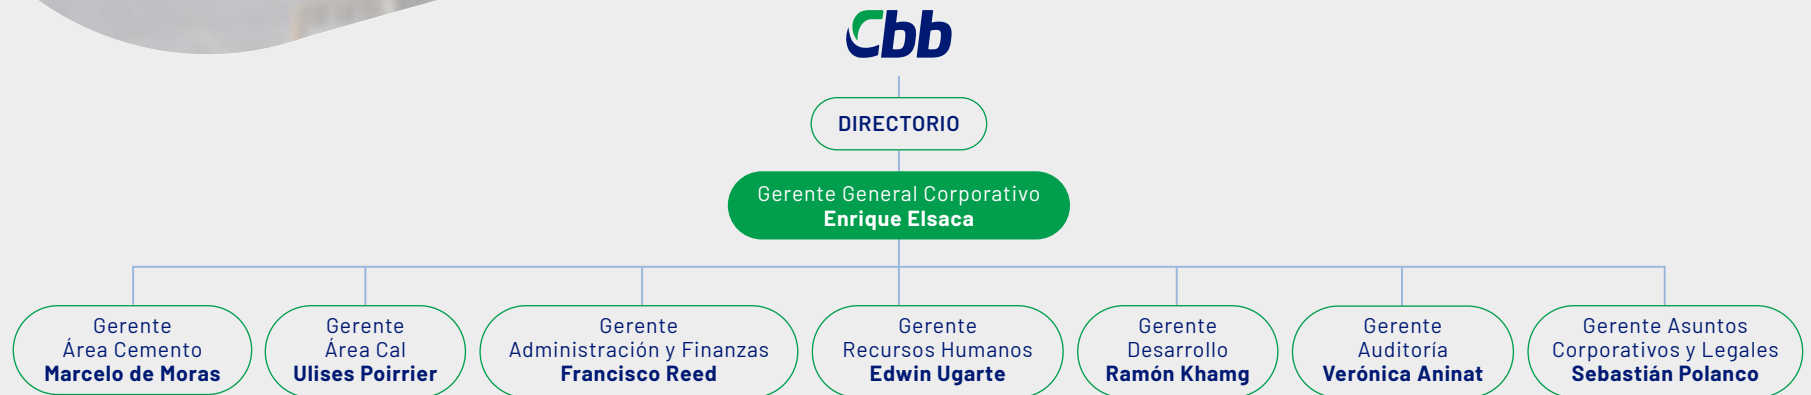 Cbb
DIRECTORIO
Gerente General Corporativo
Enrique Elsaca
Gerente
Área Cemento
Marcelo de Moras
Gerente
Área Cal
Ulises Poirrier
Gerente
Administración y Finanzas
Francisco Reed
Gerente
Recursos Humanos
Edwin Ugarte
Gerente
Desarrollo
Ramón Khamg
Gerente
Auditoría
Verónica Aninat
Gerente Asuntos
Corporativos y Legales
Sebastián Polanco